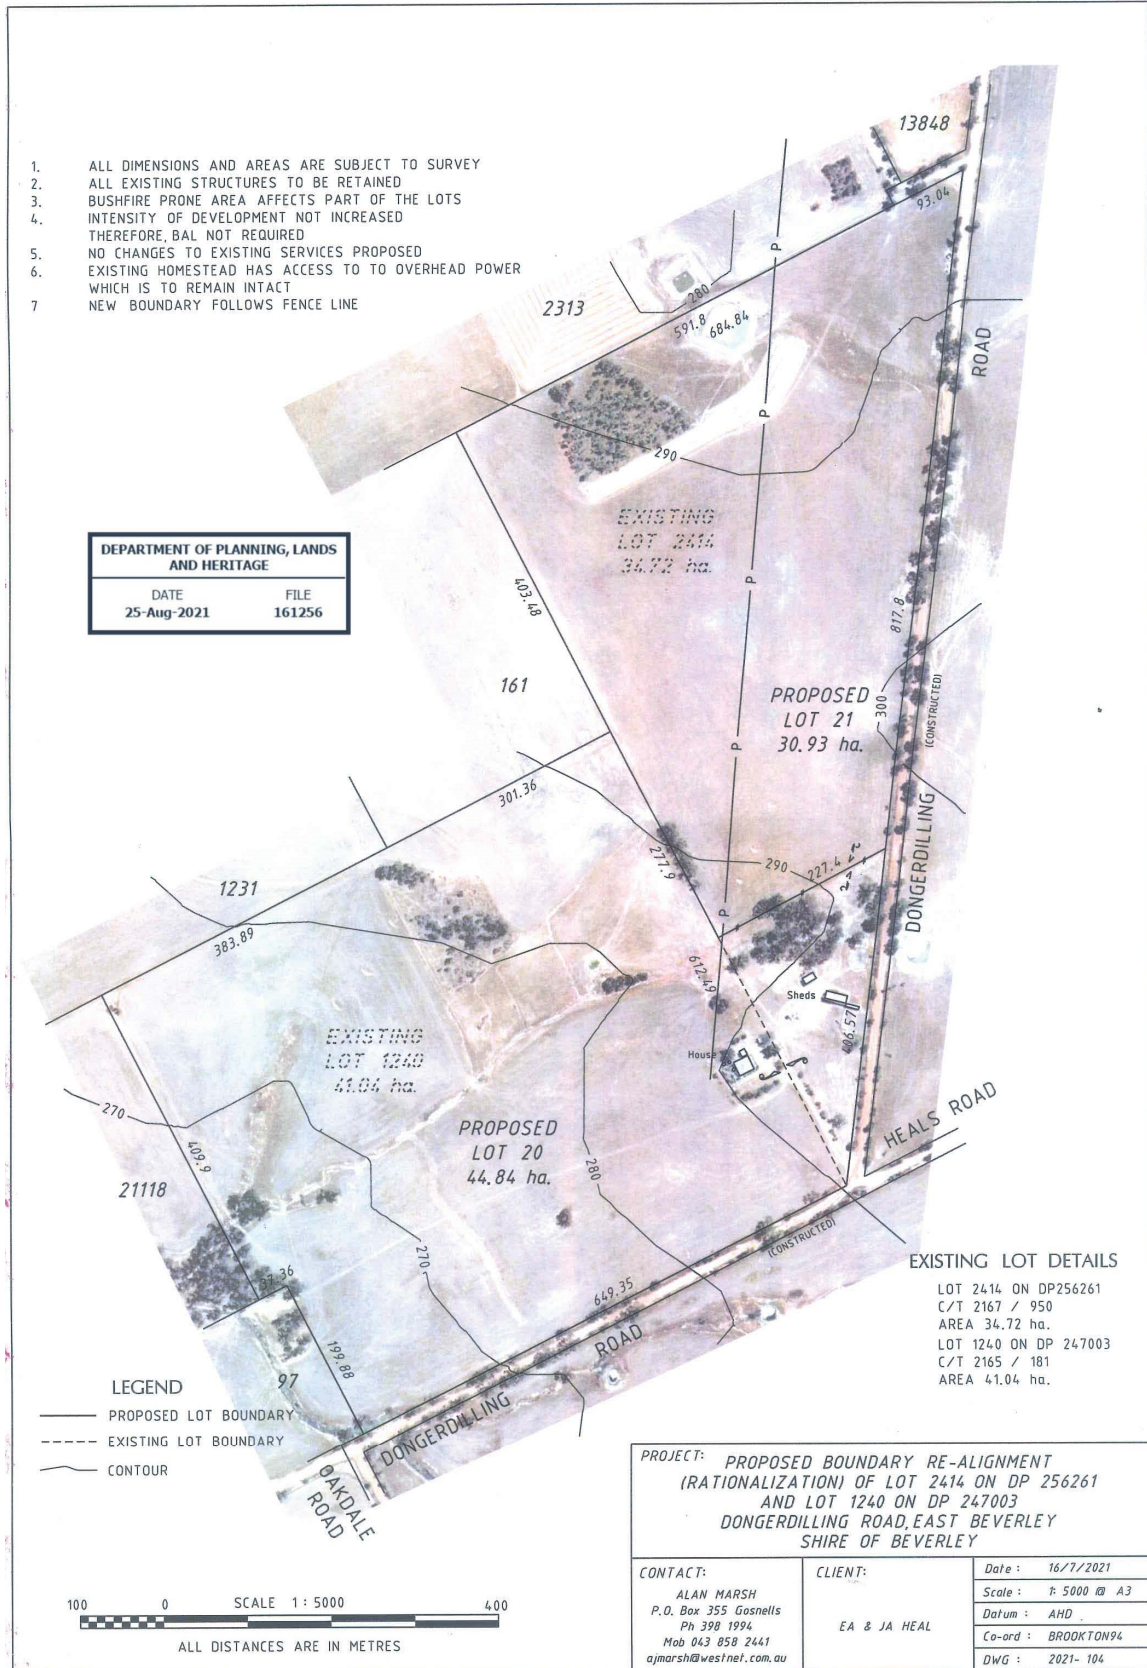 1. ALL DIMENSIONS AND AREAS ARE SUBJECT TO SURVEY
2. ALL EXISTING STRUCTURES TO BE RETAINED
3. BUSHFIRE PRONE AREA AFFECTS PART OF THE LOTS
4. INTENSITY OF DEVELOPMENT NOT INCREASED
THEREFORE, BAL NOT REQUIRED
5. NO CHANGES TO EXISTING SERVICES PROPOSED
6. EXISTING HOMESTEAD HAS ACCESS TO TO OVERHEAD POWER
WHICH IS TO REMAIN INTACT
7 NEW BOUNDARY FOLLOWS FENCE LINE
13848
93.04
P
2313
280
591.8
684.84
ROAD
P
290
EXISTING
LOT 2414
34.72 ha.
DEPARTMENT OF PLANNING, LANDS
AND HERITAGE
DATE FILE
25-Aug-2021 161256
403.48
P
817.8
161
PROPOSED
LOT 21
30.93 ha.
300
(CONSTRUCTED)
P
301.36
DONGERDILLING
277.9
290
227.4
1231
383.89
P
612.49
Sheds
406.57
EXISTING
LOT 1240
41.04 ha.
House
270
HEALS ROAD
PROPOSED
LOT 20
44.84 ha.
409.9
280
21118
270
(CONSTRUCTED)
37.36
649.35
ROAD
199.88
97
DONGERDILLING
OAKDALE
ROAD
EXISTING LOT DETAILS
LOT 2414 ON DP256261
C/T 2167 / 950
AREA 34.72 ha.
LOT 1240 ON DP 247003
C/T 2165 / 181
AREA 41.04 ha.
LEGEND
PROPOSED LOT BOUNDARY
EXISTING LOT BOUNDARY
CONTOUR
100 0 SCALE 1 : 5000 400
ALL DISTANCES ARE IN METRES
PROJECT: PROPOSED BOUNDARY RE-ALIGNMENT
(RATIONALIZATION) OF LOT 2414 ON DP 256261
AND LOT 1240 ON DP 247003
DONGERDILLING ROAD, EAST BEVERLEY
SHIRE OF BEVERLEY
CONTACT:
ALAN MARSH
P.O. Box 355 Gosnells
Ph 398 1994
Mob 043 858 2441
ajmarsh@westnet.com.au
CLIENT:
EA & JA HEAL
Date : 16/7/2021
Scale : 1: 5000 @ A3
Datum : AHD
Co-ord : BROOKTON94
DWG : 2021- 104